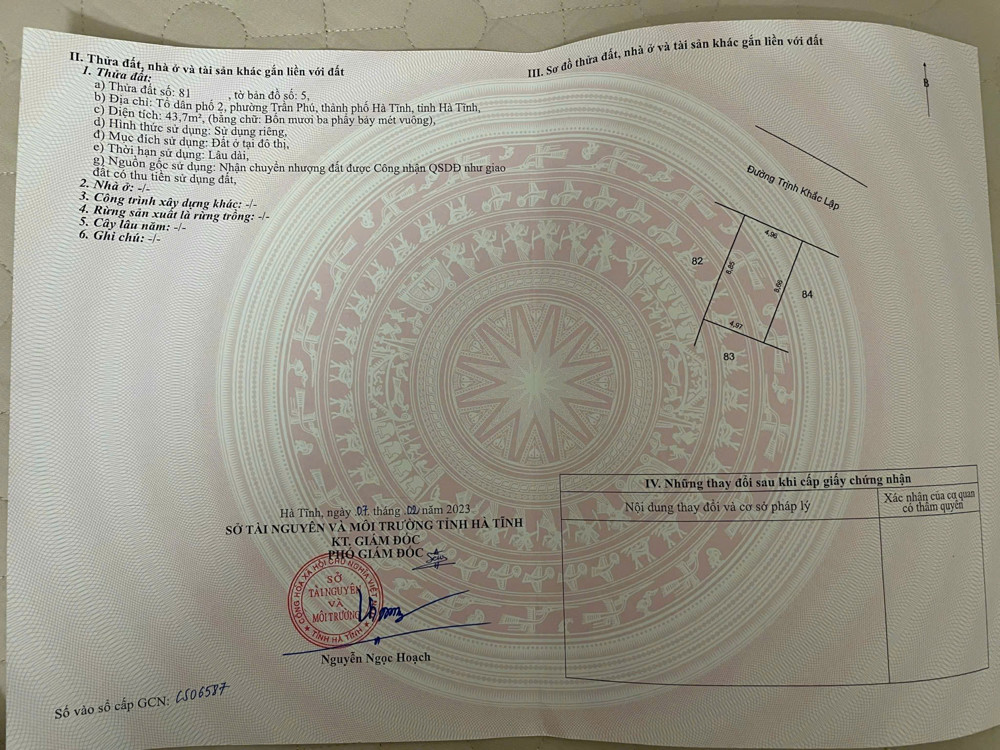 II. Thửa đất, nhà ở và tài sản khác gắn liền với đất
1. Thửa đất:
a) Thửa đất số: 81 , tờ bản đồ số: 5,
b) Địa chỉ: Tổ dân phố 2, phường Trần Phú, thành phố Hà Tĩnh, tỉnh Hà Tĩnh,
c) Diện tích: 43,7m², (bằng chữ: Bốn mươi ba phẩy bảy mét vuông),
d) Hình thức sử dụng: Sử dụng riêng,
đ) Mục đích sử dụng: Đất ở tại đô thị,
e) Thời hạn sử dụng: Lâu dài,
g) Nguồn gốc sử dụng: Nhận chuyển nhượng đất được Công nhận QSDĐ như giao
đất có thu tiền sử dụng đất,
2. Nhà ở: -/-
3. Công trình xây dựng khác: -/-
4. Rừng sản xuất là rừng trồng: -/-
5. Cây lâu năm: -/-
6. Ghi chú: -/-
Hà Tĩnh, ngày 07 tháng 02 năm 2023
SỞ TÀI NGUYÊN VÀ MÔI TRƯỜNG TỈNH HÀ TĨNH
KT. GIÁM ĐỐC
PHÓ GIÁM ĐỐC
CỘNG HÒA XÃ HỘI CHỦ NGHĨA VIỆT NAM
SỞ
TÀI NGUYÊN
VÀ
MÔI TRƯỜNG
TỈNH HÀ TĨNH
Nguyễn Ngọc Hoạch
Số vào sổ cấp GCN: CS06587
III. Sơ đồ thửa đất, nhà ở và tài sản khác gắn liền với đất
B
Đường Trịnh Khắc Lập
4,96
82
8,85
84
4,97
83
IV. Những thay đổi sau khi cấp giấy chứng nhận
Nội dung thay đổi và cơ sở pháp lý
Xác nhận của cơ quan
có thẩm quyền